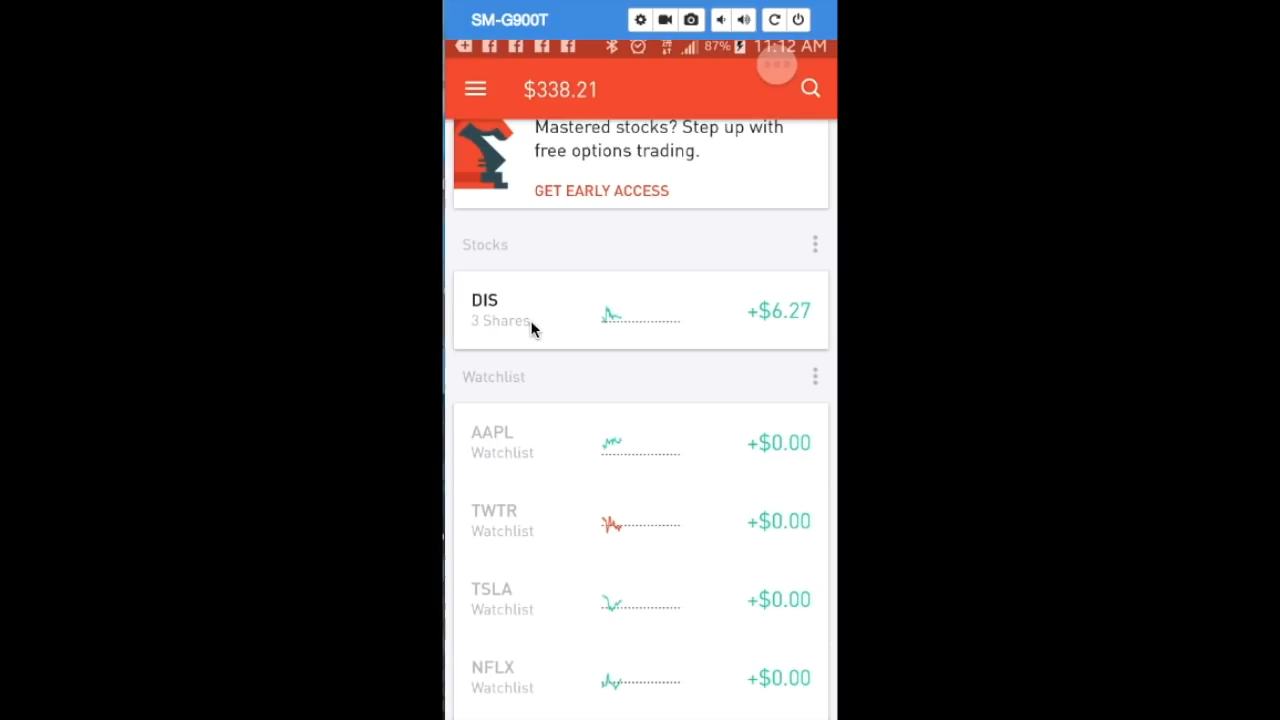 SM-G900T
87% 11:12 AM
$338.21
Mastered stocks? Step up with
free options trading.
GET EARLY ACCESS
Stocks
DIS
3 Shares
+$6.27
Watchlist
AAPL
Watchlist
+$0.00
TWTR
Watchlist
+$0.00
TSLA
Watchlist
+$0.00
NFLX
Watchlist
+$0.00